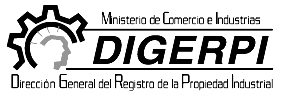 Ministerio de Comercio e Industrias
DIGERPI
Dirección General del Registro de la Propiedad Industrial